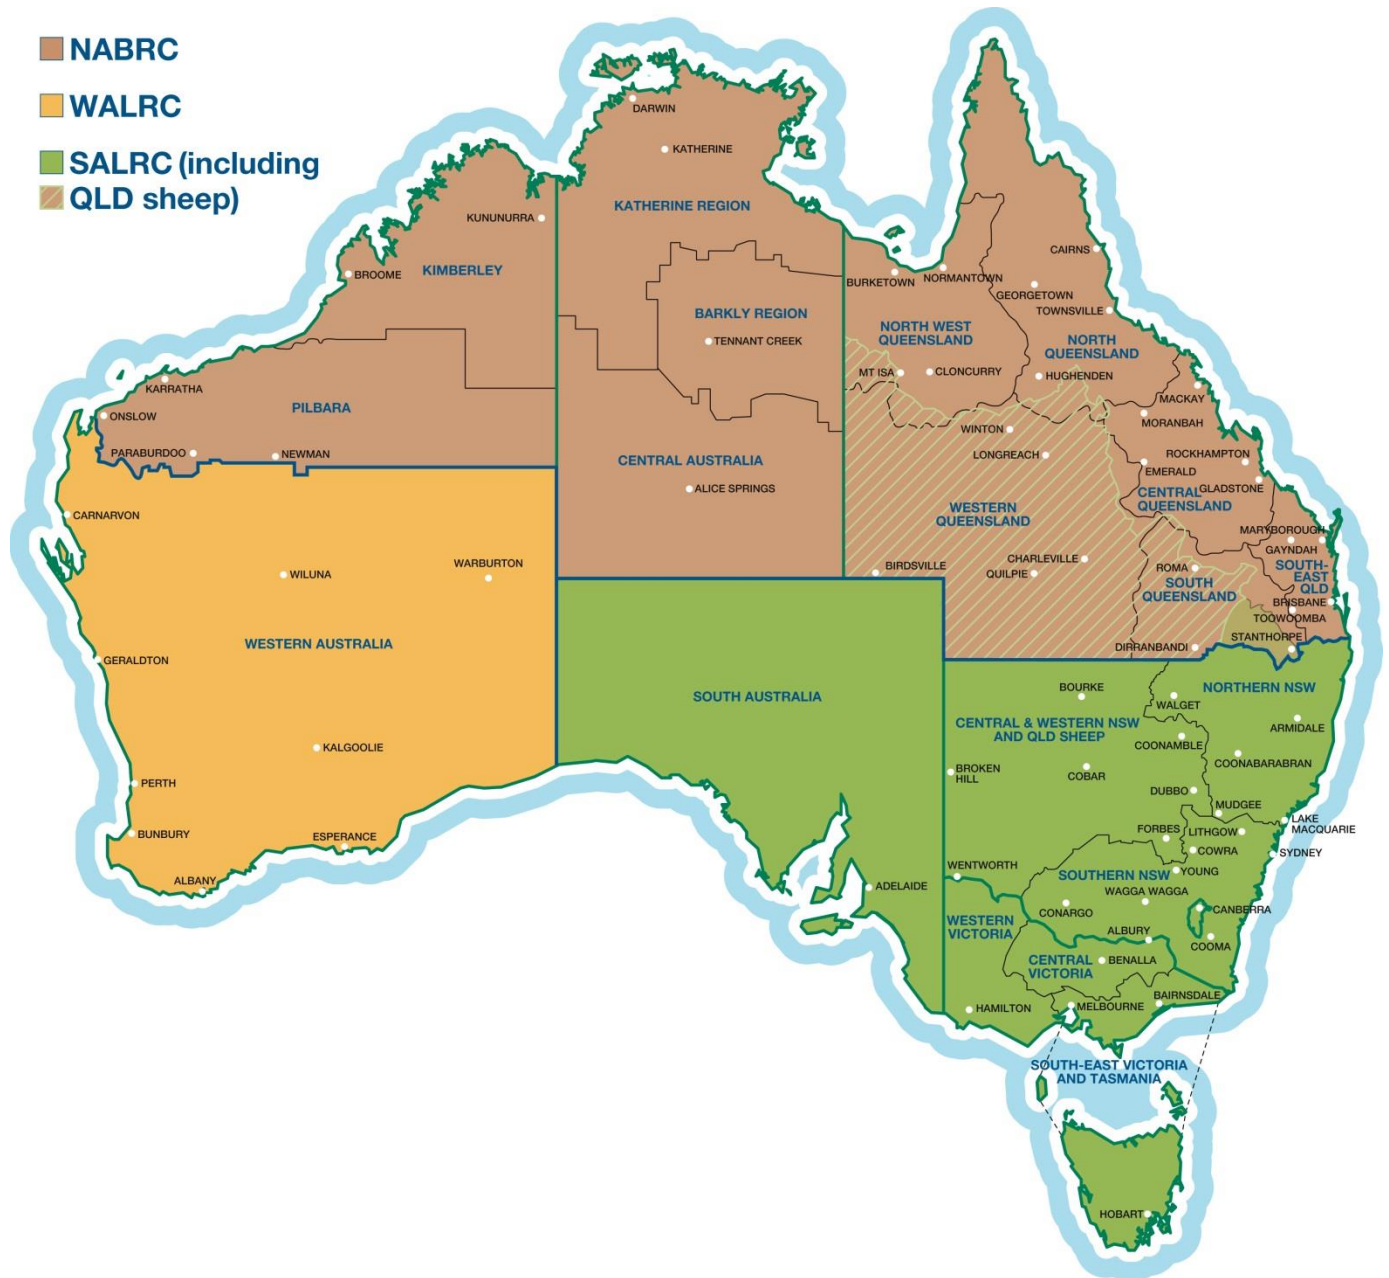 NABRC
WALRC
SALRC (including
QLD sheep)
DARWIN
KATHERINE
KATHERINE REGION
KUNUNURRA
BROOME
KIMBERLEY
BARKLY REGION
TENNANT CREEK
CAIRNS
BURKETOWN
NORMANTOWN
GEORGETOWN
TOWNSVILLE
NORTH WEST
QUEENSLAND
NORTH
QUEENSLAND
MT ISA
CLONCURRY
HUGHENDEN
KARRATHA
ONSLOW
PILBARA
PARABURDOO
NEWMAN
MACKAY
MORANBAH
WINTON
LONGREACH
ROCKHAMPTON
EMERALD
GLADSTONE
CENTRAL
QUEENSLAND
CENTRAL AUSTRALIA
ALICE SPRINGS
WESTERN
QUEENSLAND
CARNARVON
MARYBOROUGH
GAYNDAH
WILUNA
WARBURTON
BIRDSVILLE
CHARLEVILLE
QUILPIE
ROMA
SOUTH
QUEENSLAND
SOUTH-
EAST
QLD
BRISBANE
TOOWOOMBA
STANTHORPE
DIRRANBANDI
WESTERN AUSTRALIA
GERALDTON
SOUTH AUSTRALIA
BOURKE
WALGET
NORTHERN NSW
ARMIDALE
CENTRAL & WESTERN NSW
AND QLD SHEEP
COONAMBLE
COONABARABRAN
KALGOOLIE
BROKEN
HILL
COBAR
DUBBO
MUDGEE
PERTH
BUNBURY
ESPERANCE
ALBANY
LAKE
MACQUARIE
FORBES
LITHGOW
COWRA
SYDNEY
WENTWORTH
SOUTHERN NSW
YOUNG
WAGGA WAGGA
ADELAIDE
CONARGO
CANBERRA
WESTERN
VICTORIA
ALBURY
COOMA
CENTRAL
VICTORIA
BENALLA
HAMILTON
MELBOURNE
BAIRNSDALE
SOUTH-EAST VICTORIA
AND TASMANIA
HOBART